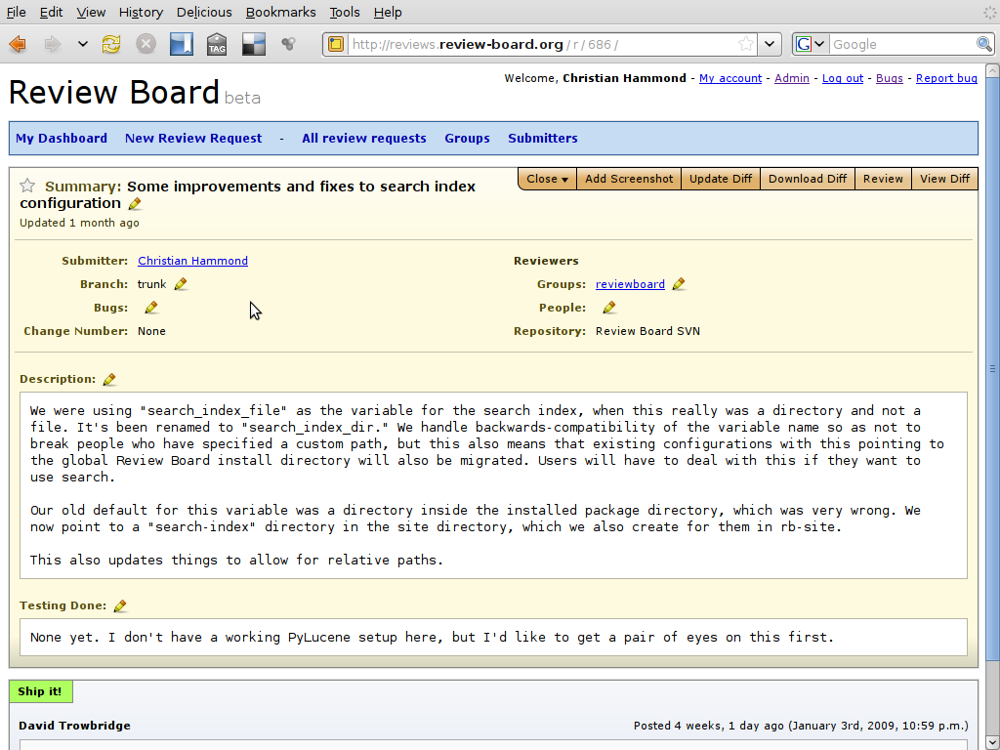 File Edit View History Delicious Bookmarks Tools Help
TAG http://reviews.review-board.org/r/686/ G Google
Welcome, Christian Hammond - My account - Admin - Log out - Bugs - Report bug
Review Board beta
My Dashboard New Review Request - All review requests Groups Submitters
Close ▾ Add Screenshot Update Diff Download Diff Review View Diff
Summary: Some improvements and fixes to search index
configuration
Updated 1 month ago
Submitter: Christian Hammond Reviewers
Branch: trunk Groups: reviewboard
Bugs: People:
Change Number: None Repository: Review Board SVN
Description:
We were using "search_index_file" as the variable for the search index, when this really was a directory and not a
file. It's been renamed to "search_index_dir." We handle backwards-compatibility of the variable name so as not to
break people who have specified a custom path, but this also means that existing configurations with this pointing to
the global Review Board install directory will also be migrated. Users will have to deal with this if they want to
use search.
Our old default for this variable was a directory inside the installed package directory, which was very wrong. We
now point to a "search-index" directory in the site directory, which we also create for them in rb-site.
This also updates things to allow for relative paths.
Testing Done:
None yet. I don't have a working PyLucene setup here, but I'd like to get a pair of eyes on this first.
Ship it!
David Trowbridge Posted 4 weeks, 1 day ago (January 3rd, 2009, 10:59 p.m.)